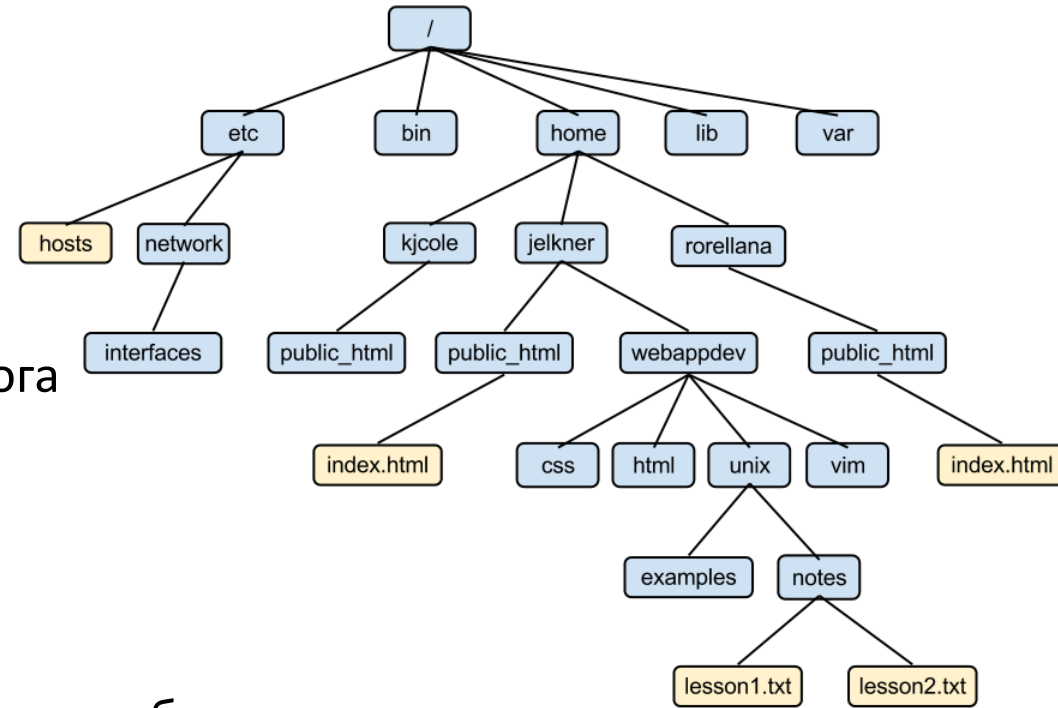 /
etc bin home lib var
hosts network kjcole jelkner rorellana
interfaces public_html public_html webappdev public_html
ога
index.html css html unix vim index.html
examples notes
lesson1.txt lesson2.txt